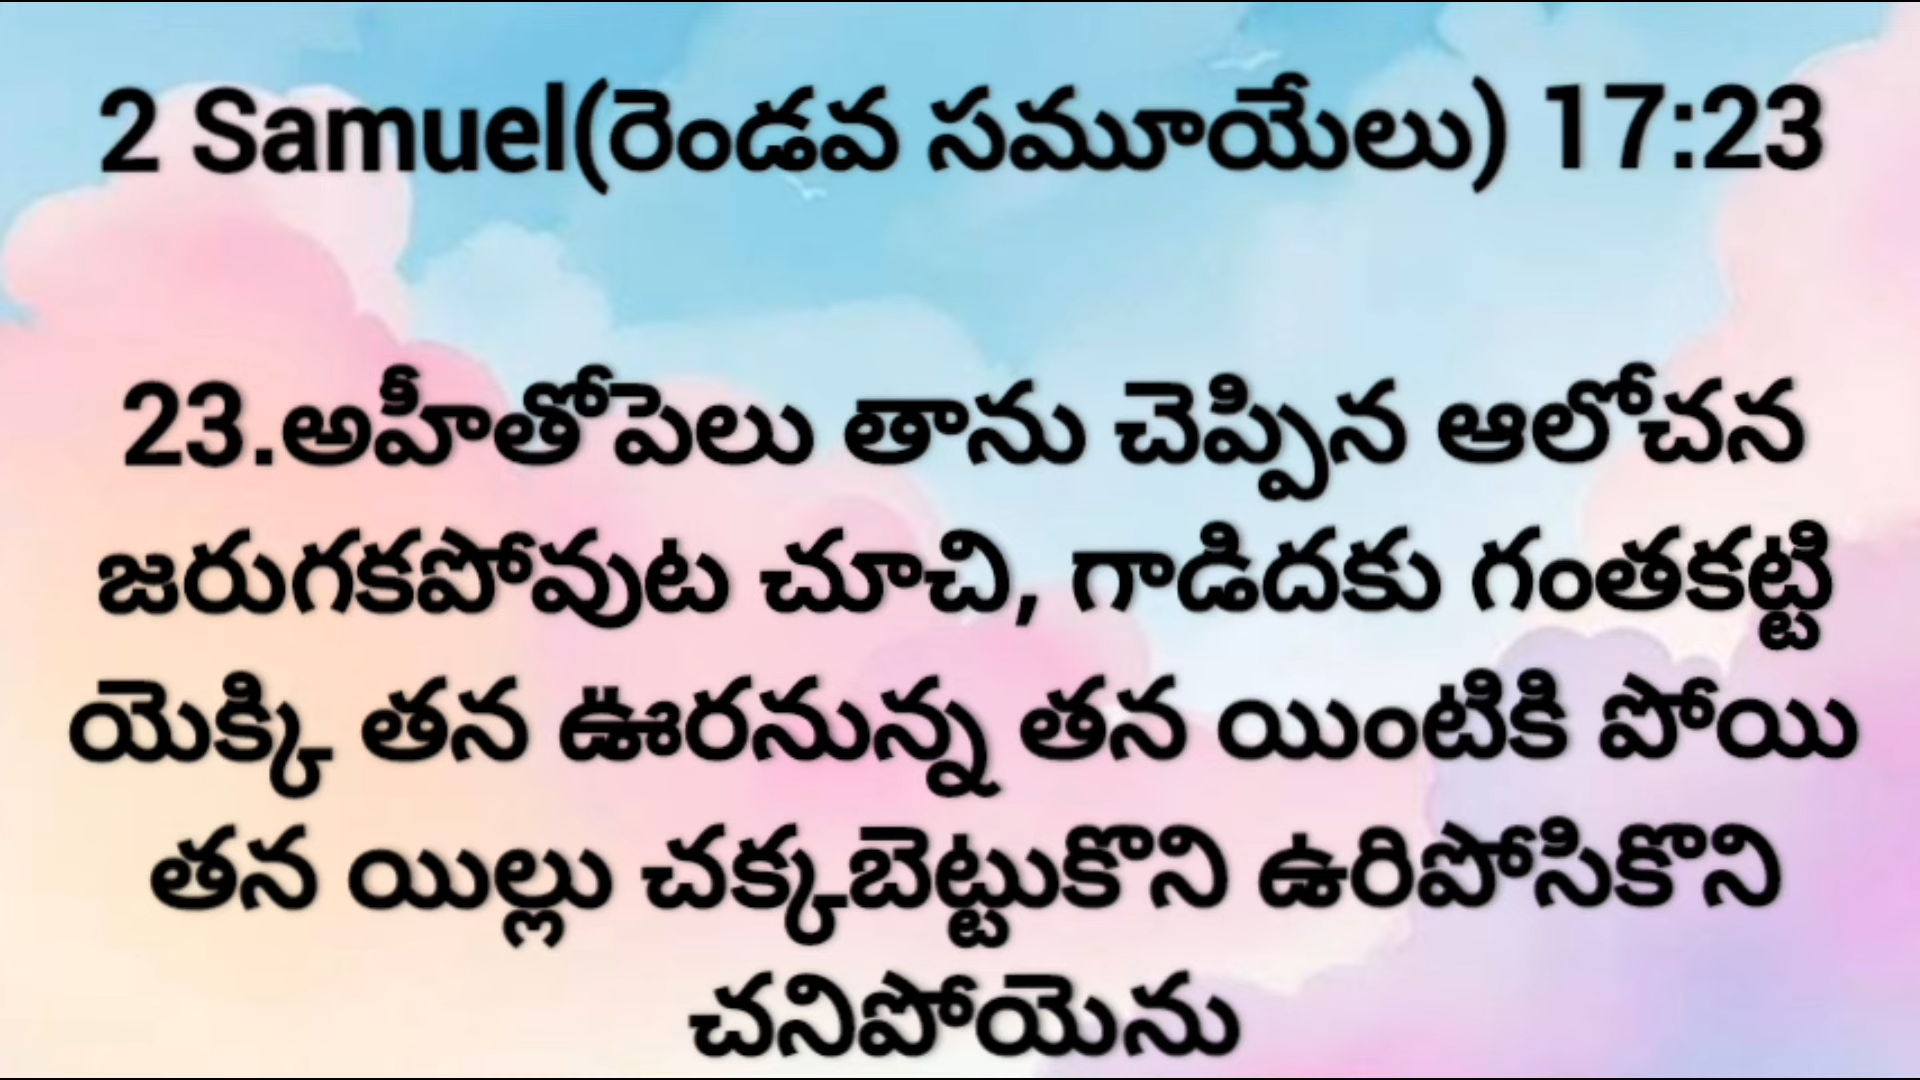 2 Samuel(రెండవ సమూయేలు) 17:23
23.అహీతోపెలు తాను చెప్పిన ఆలోచన
జరుగకపోవుట చూచి, గాడిదకు గంతకట్టి
యెక్కి తన ఊరనున్న తన యింటికి పోయి
తన యిల్లు చక్కబెట్టుకొని ఉరిపోసికొని
చనిపోయెను